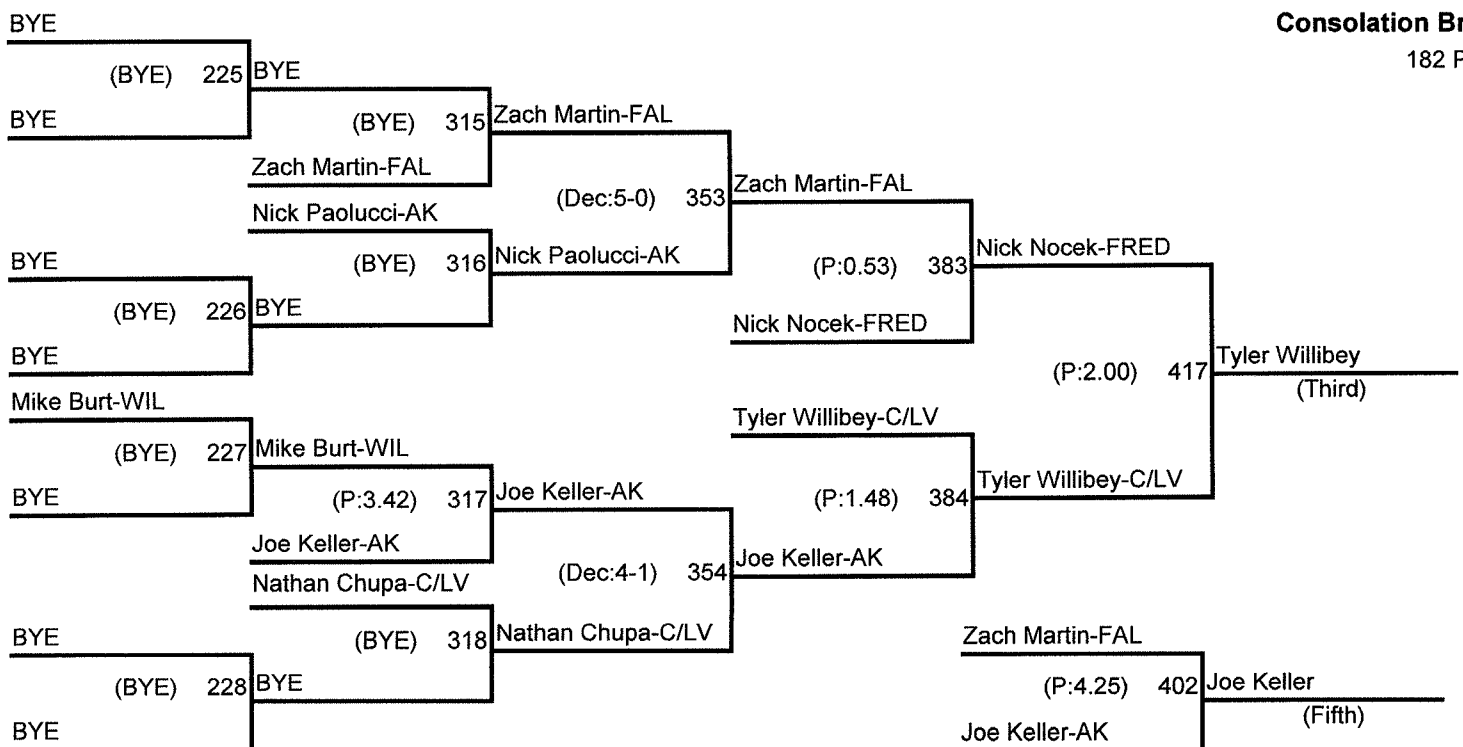 BYE
Consolation Br
(BYE) 225 BYE
182 P
BYE
(BYE) 315 Zach Martin-FAL
Zach Martin-FAL
(Dec:5-0) 353 Zach Martin-FAL
Nick Paolucci-AK
BYE
(BYE) 316 Nick Paolucci-AK
(P:0.53) 383 Nick Nocek-FRED
(BYE) 226 BYE
Nick Nocek-FRED
BYE
(P:2.00) 417 Tyler Willibey
(Third)
Mike Burt-WIL
Tyler Willibey-C/LV
(BYE) 227 Mike Burt-WIL
BYE
(P:3.42) 317 Joe Keller-AK
(P:1.48) 384 Tyler Willibey-C/LV
Joe Keller-AK
(Dec:4-1) 354 Joe Keller-AK
Nathan Chupa-C/LV
BYE
(BYE) 318 Nathan Chupa-C/LV
Zach Martin-FAL
(BYE) 228 BYE
(P:4.25) 402 Joe Keller
(Fifth)
BYE
Joe Keller-AK